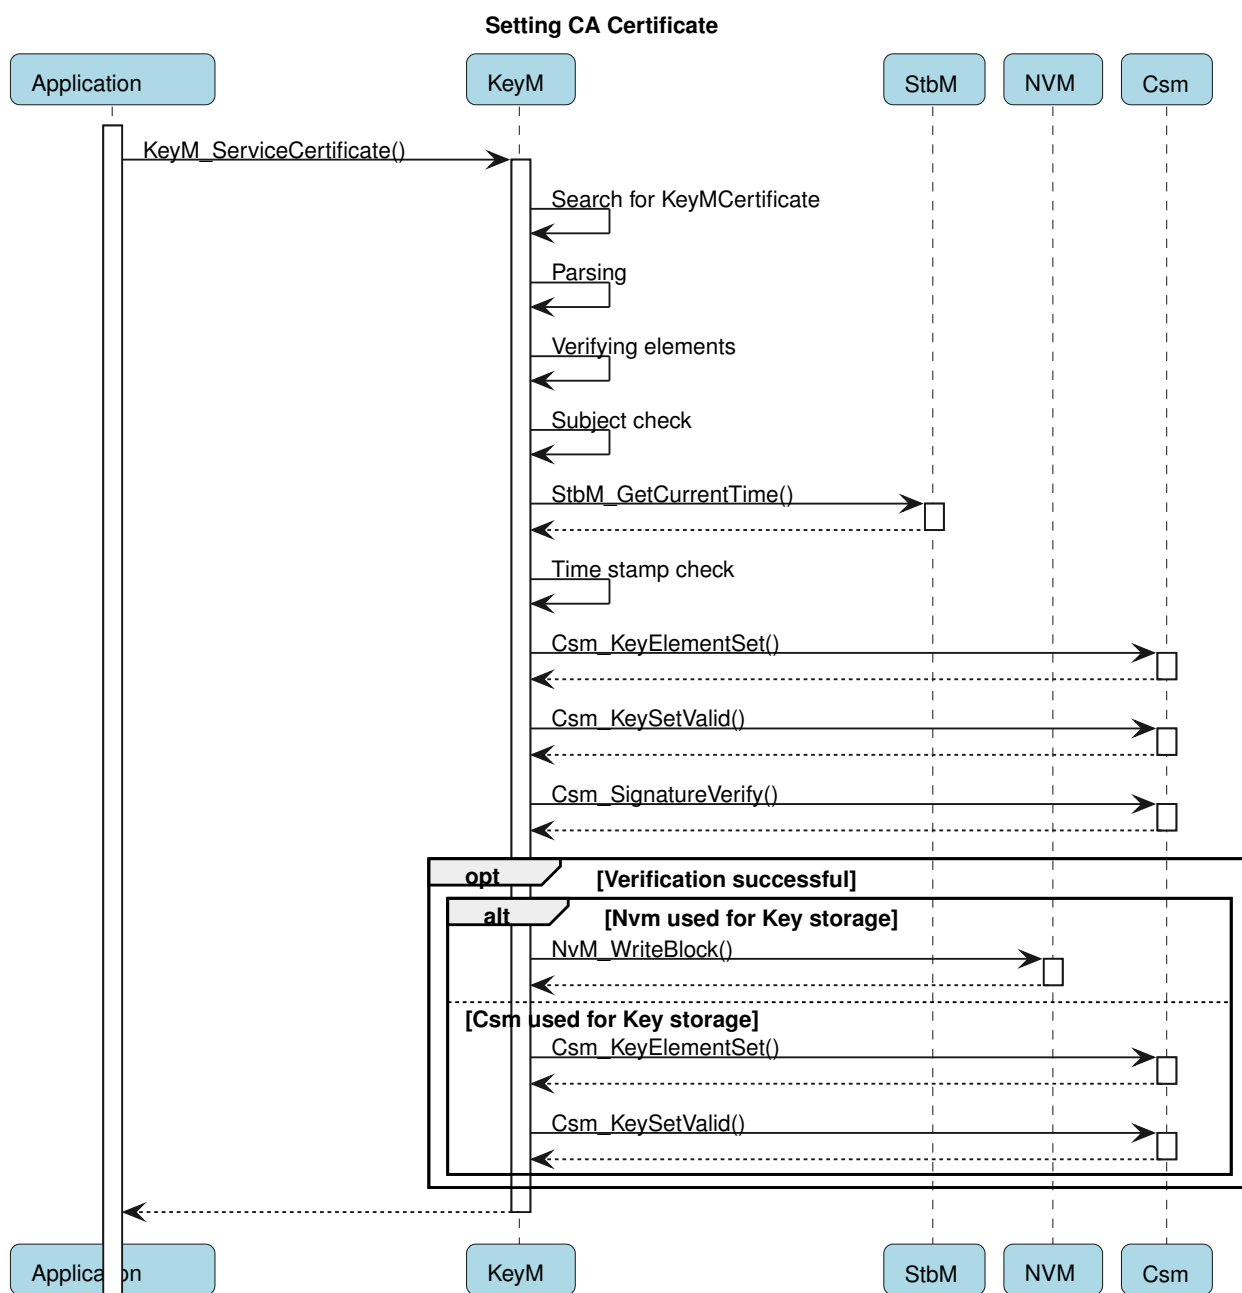 Setting CA Certificate
Application
KeyM
StbM
NVM
Csm
KeyM_ServiceCertificate()
Search for KeyMCertificate
Parsing
Verifying elements
Subject check
StbM_GetCurrentTime()
Time stamp check
Csm_KeyElementSet()
Csm_KeySetValid()
Csm_SignatureVerify()
opt [Verification successful]
alt [Nvm used for Key storage]
NvM_WriteBlock()
[Csm used for Key storage]
Csm_KeyElementSet()
Csm_KeySetValid()
Application
KeyM
StbM
NVM
Csm